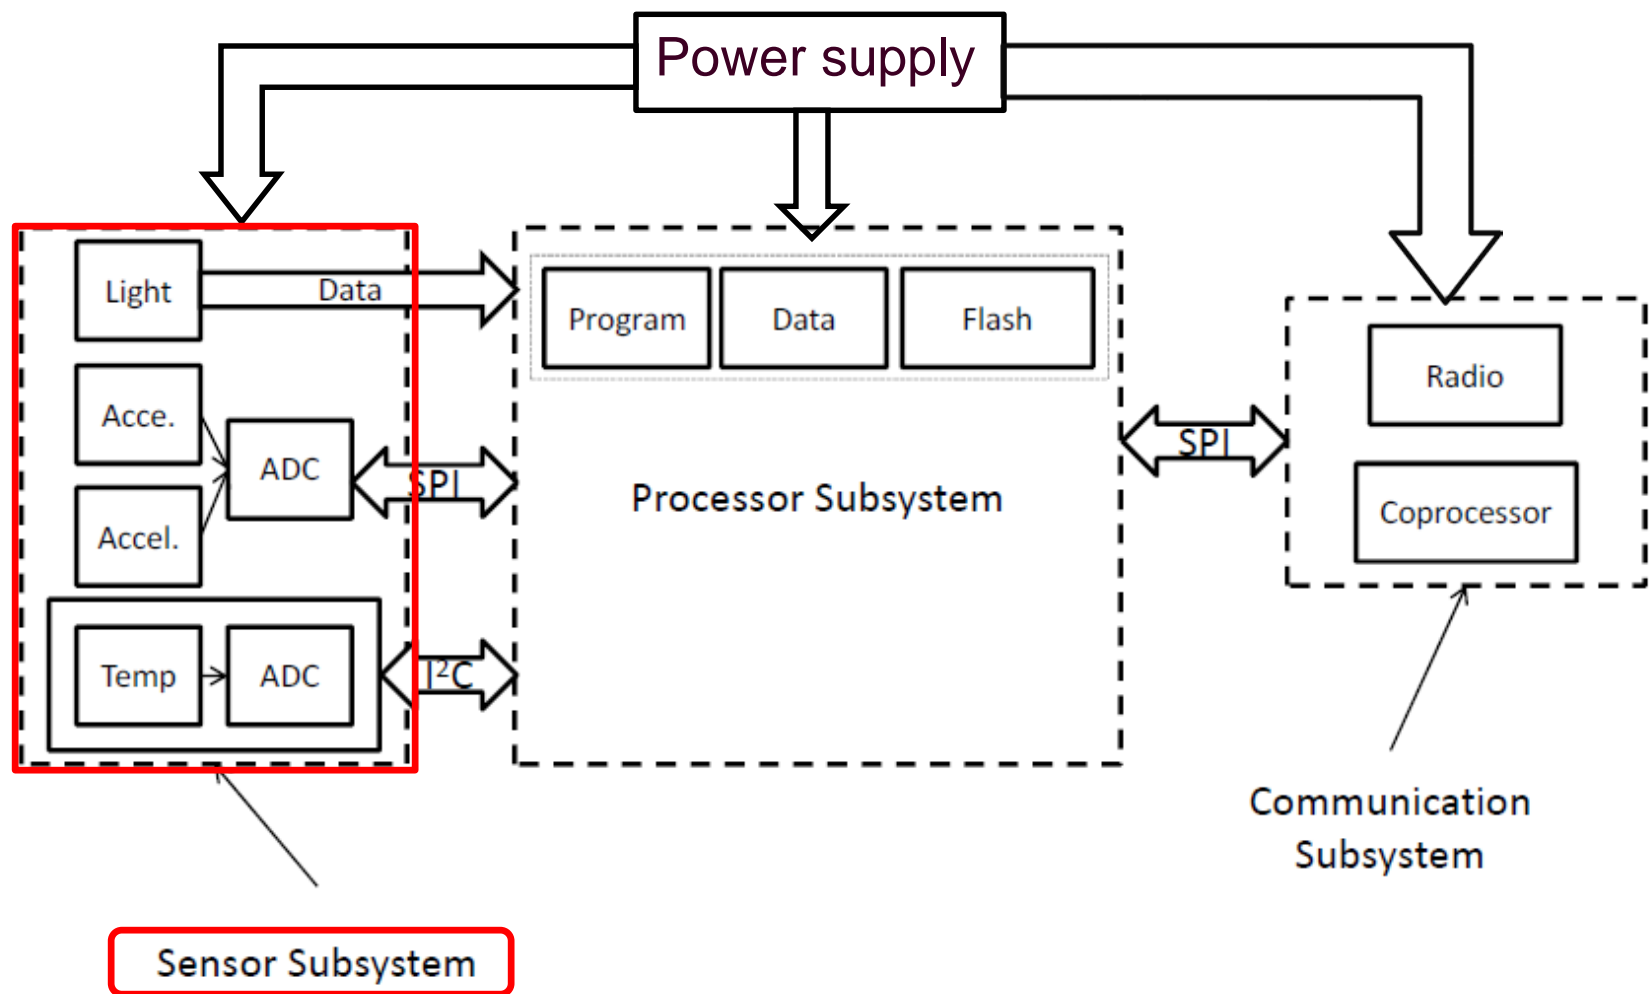 Power supply
Light
Data
Acce.
ADC
SPI
Accel.
Temp
ADC
I²C
Program
Data
Flash
Processor Subsystem
SPI
Radio
Coprocessor
Communication
Subsystem
Sensor Subsystem